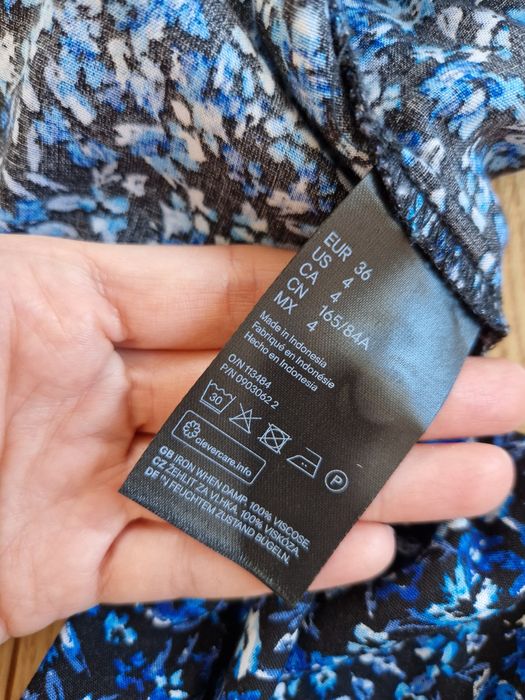 EUR 36
US 4
CA 4
CN 165/84A
MX 4
Made in Indonesia
Fabriqué en Indonésie
Hecho en Indonesia
O/N 113484
P/N 0903062 2
30
P
clevercare.info
GB IRON WHEN DAMP. 100% VISCOSE.
CZ ŽEHLIT ZA VLHKA. 100% VISKÓZA.
DE IN FEUCHTEM ZUSTAND BÜGELN.